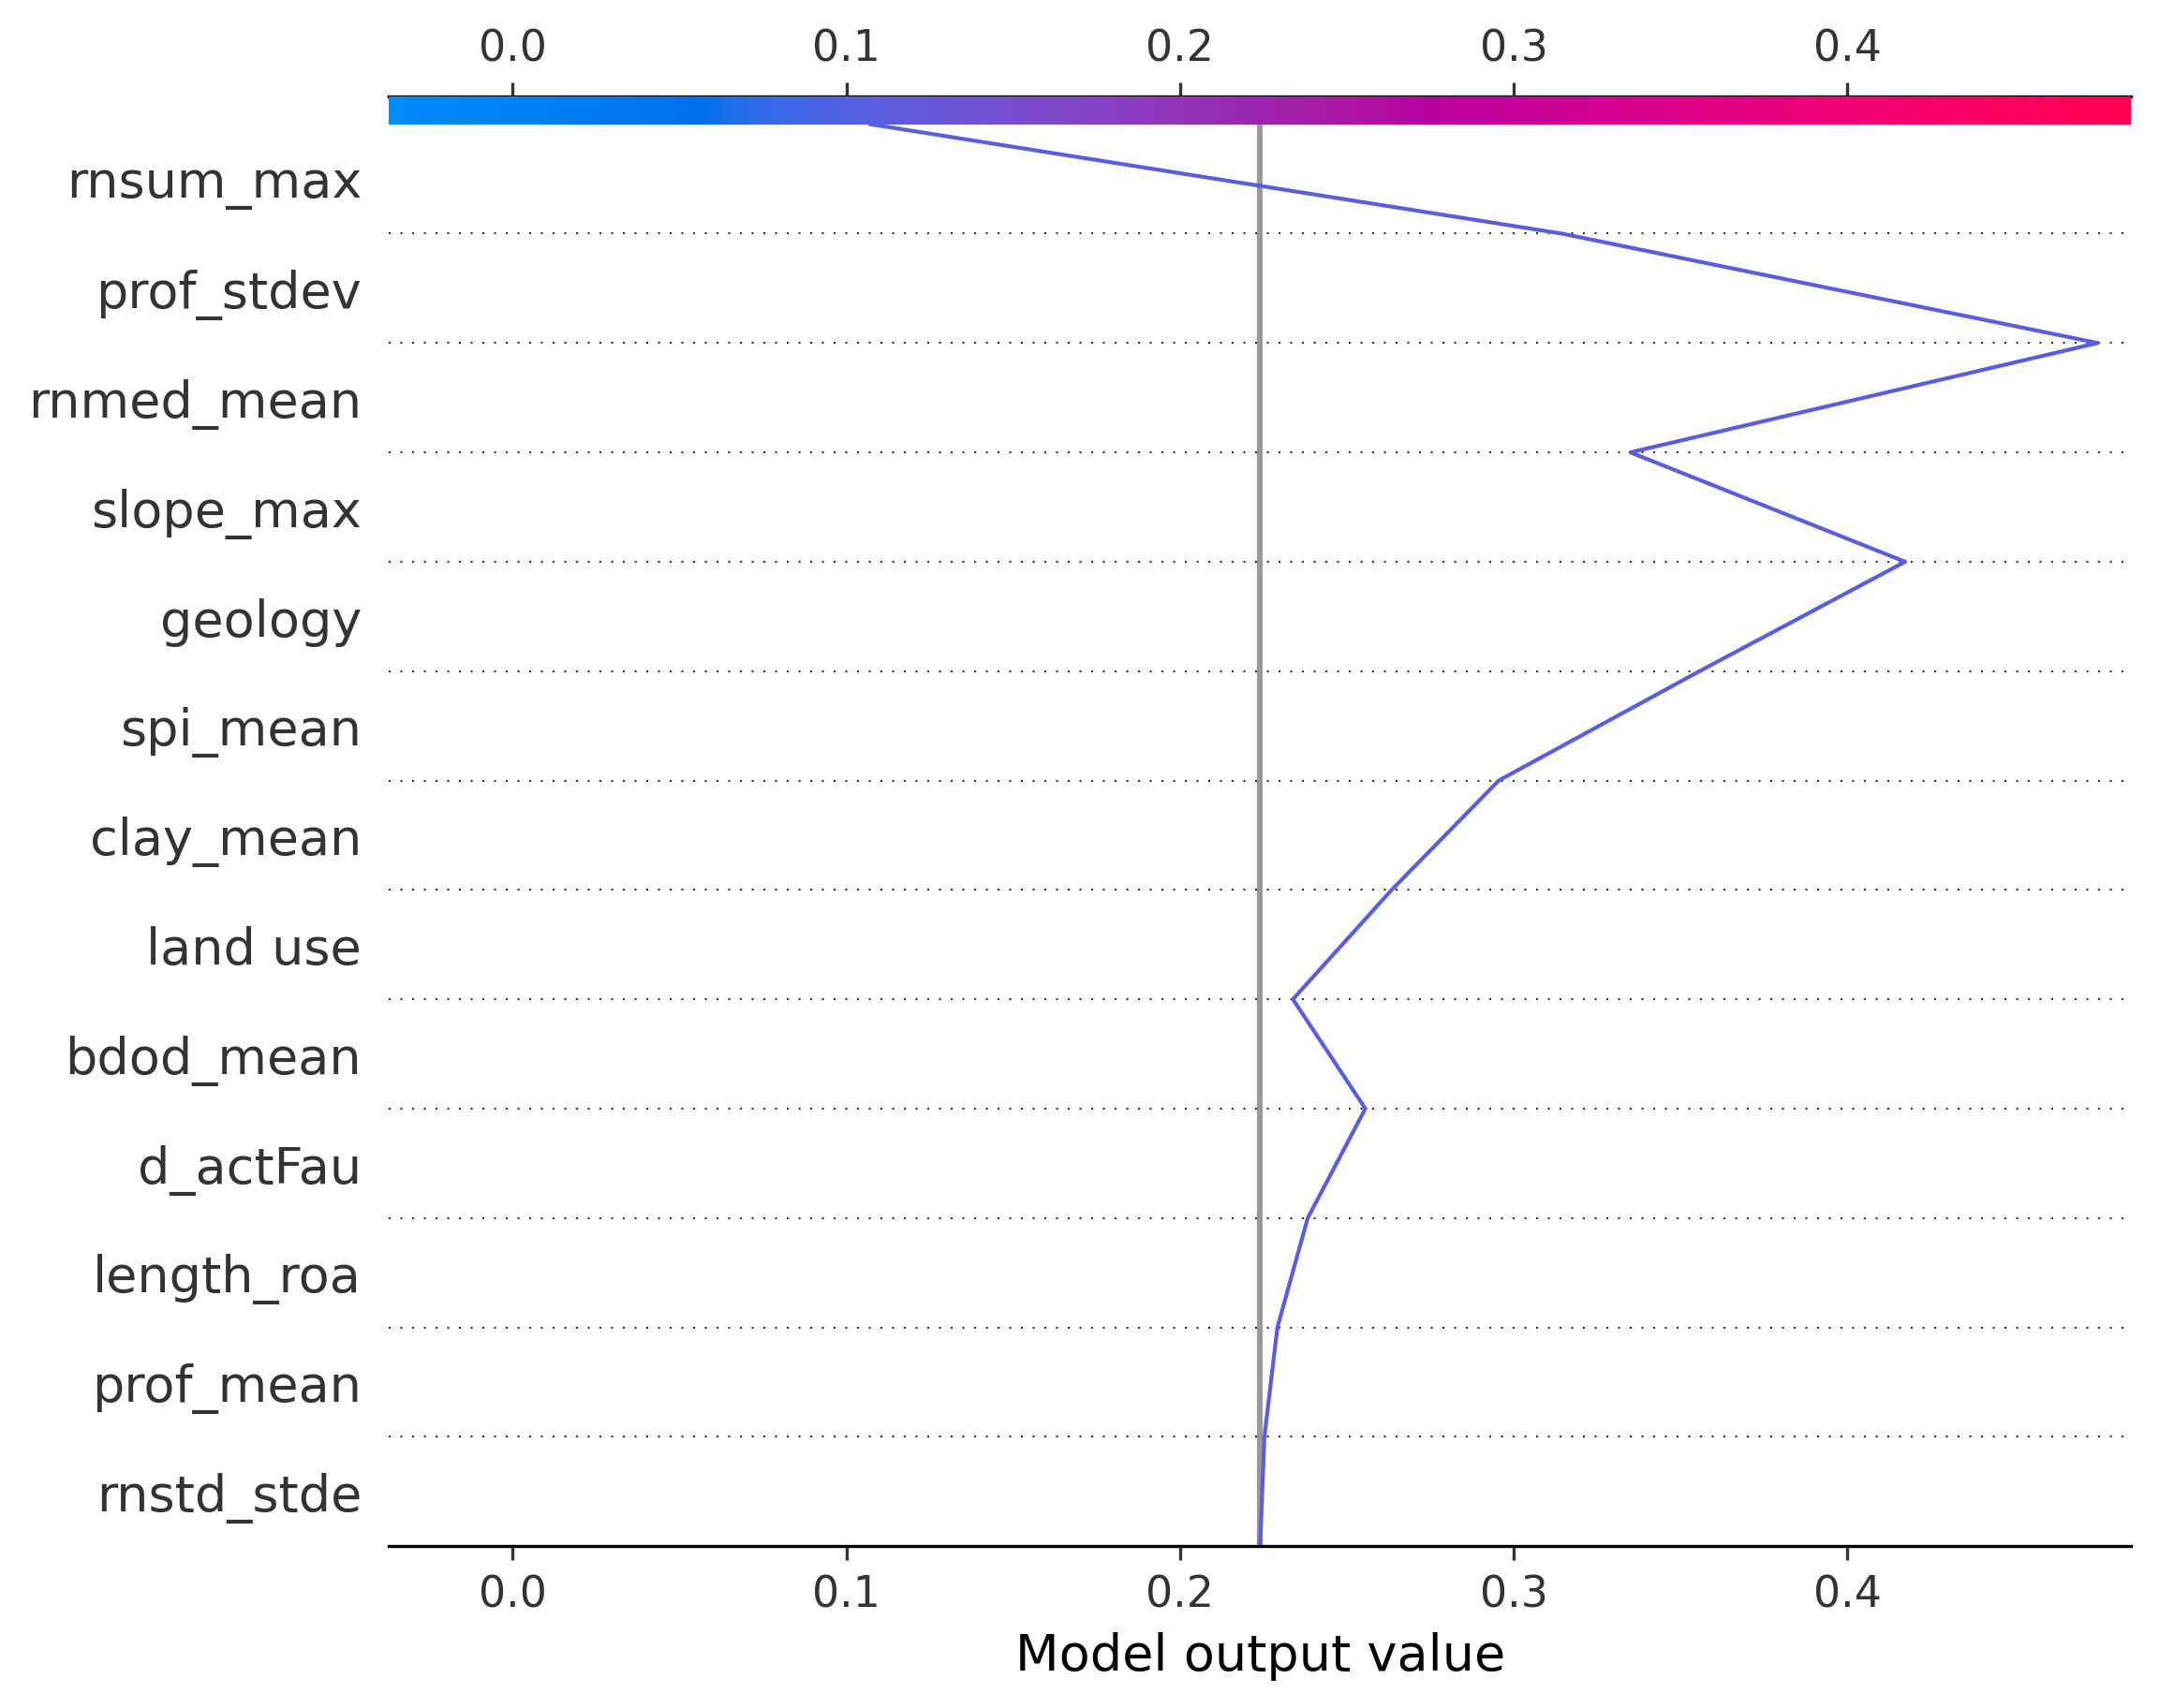 0.0 0.1 0.2 0.3 0.4
rnsum_max
prof_stdev
rnmed_mean
slope_max
geology
spi_mean
clay_mean
land use
bdod_mean
d_actFau
length_roa
prof_mean
rnstd_stde
0.0 0.1 0.2 0.3 0.4
Model output value